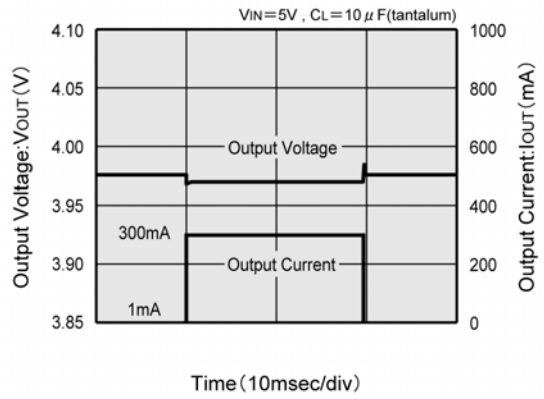 VIN=5V , CL=10μF(tantalum)
Output Voltage:VOUT(V)
4.10
4.05
4.00
3.95
3.90
3.85
Output Voltage
300mA
Output Current
1mA
1000
800
600
400
200
0
Output Current:IOUT(mA)
Time(10msec/div)